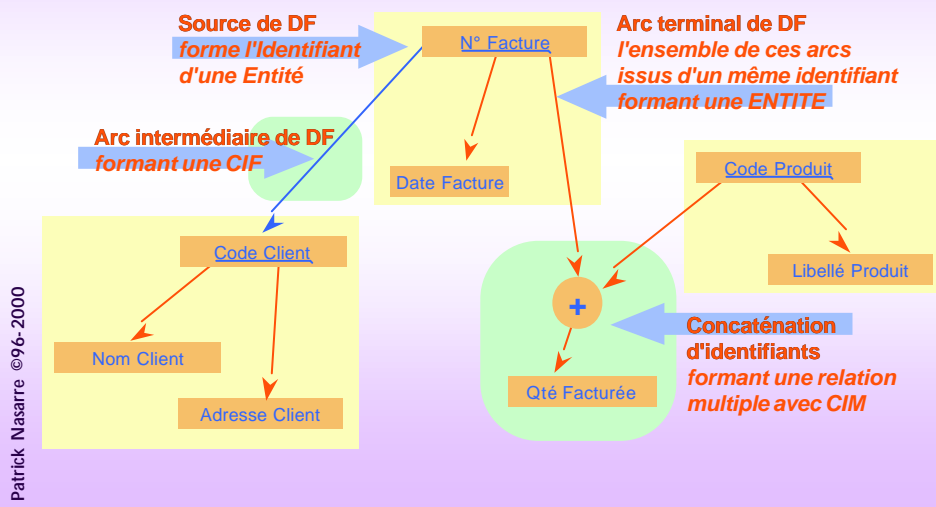 Source de DF
forme l'Identifiant
d'une Entité
N° Facture
Arc terminal de DF
l'ensemble de ces arcs
issus d'un même identifiant
formant une ENTITE
Arc intermédiaire de DF
formant une CIF
Date Facture
Code Produit
Code Client
Libellé Produit
+
Nom Client
Concaténation
d'identifiants
formant une relation
multiple avec CIM
Qté Facturée
Adresse Client
Patrick Nasarre ©96-2000